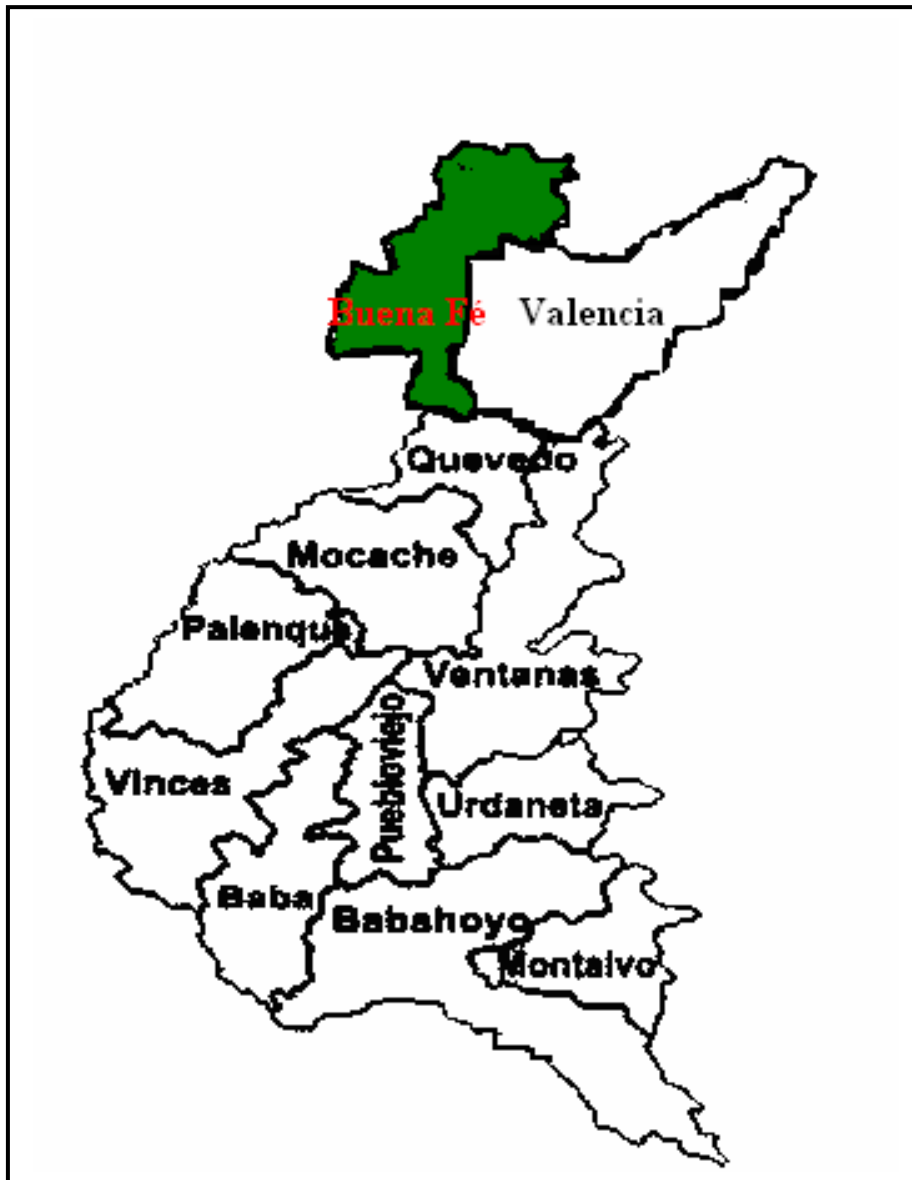 Buena Fé
Valencia
Quevedo
Mocache
Palenque
Ventanas
Puebloviejo
Vinces
Urdaneta
Baba
Babahoyo
Montalvo